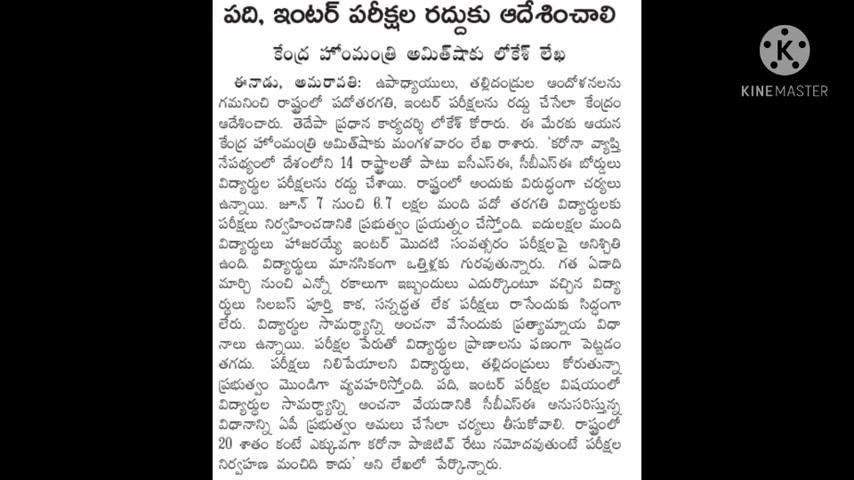 పది, ఇంటర్ పరీక్షల రద్దుకు ఆదేశించాలి
కేంద్ర హోంమంత్రి అమిత్‌షాకు లోకేశ్ లేఖ
ఈనాడు, అమరావతి: ఉపాధ్యాయులు, తల్లిదండ్రుల ఆందోళనలను
గమనించి రాష్ట్రంలో పదోతరగతి, ఇంటర్ పరీక్షలను రద్దు చేసేలా కేంద్రం
ఆదేశించారు. తెదేపా ప్రధాన కార్యదర్శి లోకేశ్ కోరారు. ఈ మేరకు ఆయన
కేంద్ర హోంమంత్రి అమిత్‌షాకు మంగళవారం లేఖ రాశారు. 'కరోనా వ్యాప్తి
నేపథ్యంలో దేశంలోని 14 రాష్ట్రాలతో పాటు ఐసీఎస్ఈ, సీబీఎస్ఈ బోర్డులు
విద్యార్థుల పరీక్షలను రద్దు చేశాయి. రాష్ట్రంలో అందుకు విరుద్ధంగా చర్యలు
ఉన్నాయి. జూన్ 7 నుంచి 6.7 లక్షల మంది పదో తరగతి విద్యార్థులకు
పరీక్షలు నిర్వహించడానికి ప్రభుత్వం ప్రయత్నం చేస్తోంది. ఐదులక్షల మంది
విద్యార్థులు హాజరయ్యే ఇంటర్ మొదటి సంవత్సరం పరీక్షలపై అనిశ్చితి
ఉంది. విద్యార్థులు మానసికంగా ఒత్తిళ్లకు గురవుతున్నారు. గత ఏడాది
మార్చి నుంచి ఎన్నో రకాలుగా ఇబ్బందులు ఎదుర్కొంటూ వచ్చిన విద్యా
ర్థులు సిలబస్ పూర్తి కాక, సన్నద్ధత లేక పరీక్షలు రాసేందుకు సిద్ధంగా
లేరు. విద్యార్థుల సామర్థ్యాన్ని అంచనా వేసేందుకు ప్రత్యామ్నాయ విధా
నాలు ఉన్నాయి. పరీక్షల పేరుతో విద్యార్థుల ప్రాణాలను ఫణంగా పెట్టడం
తగదు. పరీక్షలు నిలిపేయాలని విద్యార్థులు, తల్లిదండ్రులు కోరుతున్నా
ప్రభుత్వం మొండిగా వ్యవహరిస్తోంది. పది, ఇంటర్ పరీక్షల విషయంలో
విద్యార్థుల సామర్థ్యాన్ని అంచనా వేయడానికి సీబీఎస్ఈ అనుసరిస్తున్న
విధానాన్ని ఏపీ ప్రభుత్వం అమలు చేసేలా చర్యలు తీసుకోవాలి. రాష్ట్రంలో
20 శాతం కంటే ఎక్కువగా కరోనా పాజిటివ్ రేటు నమోదవుతుంటే పరీక్షల
నిర్వహణ మంచిది కాదు' అని లేఖలో పేర్కొన్నారు.
K
KINEMASTER